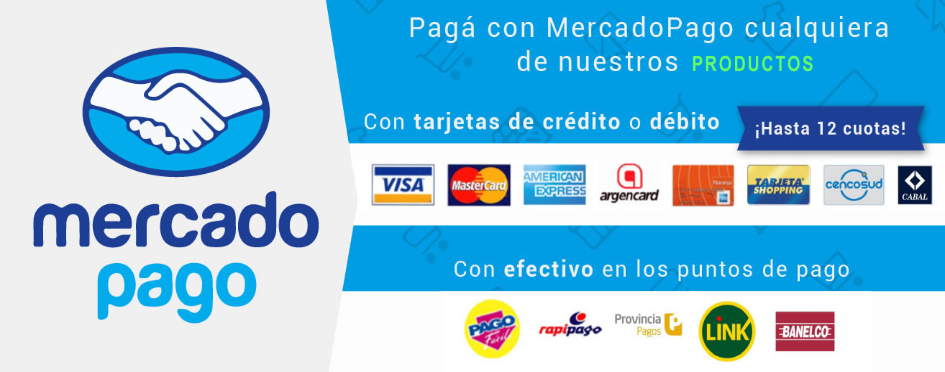 mercado
pago
Pagá con MercadoPago cualquiera
de nuestros PRODUCTOS
Con tarjetas de crédito o débito
¡Hasta 12 cuotas!
VISA
MasterCard
AMERICAN
EXPRESS
argencard
TARJETA
SHOPPING
cencosud
CABAL
Con efectivo en los puntos de pago
PAGO
Fácil
rapipago
Provincia
Pagos
LINK
BANELCO